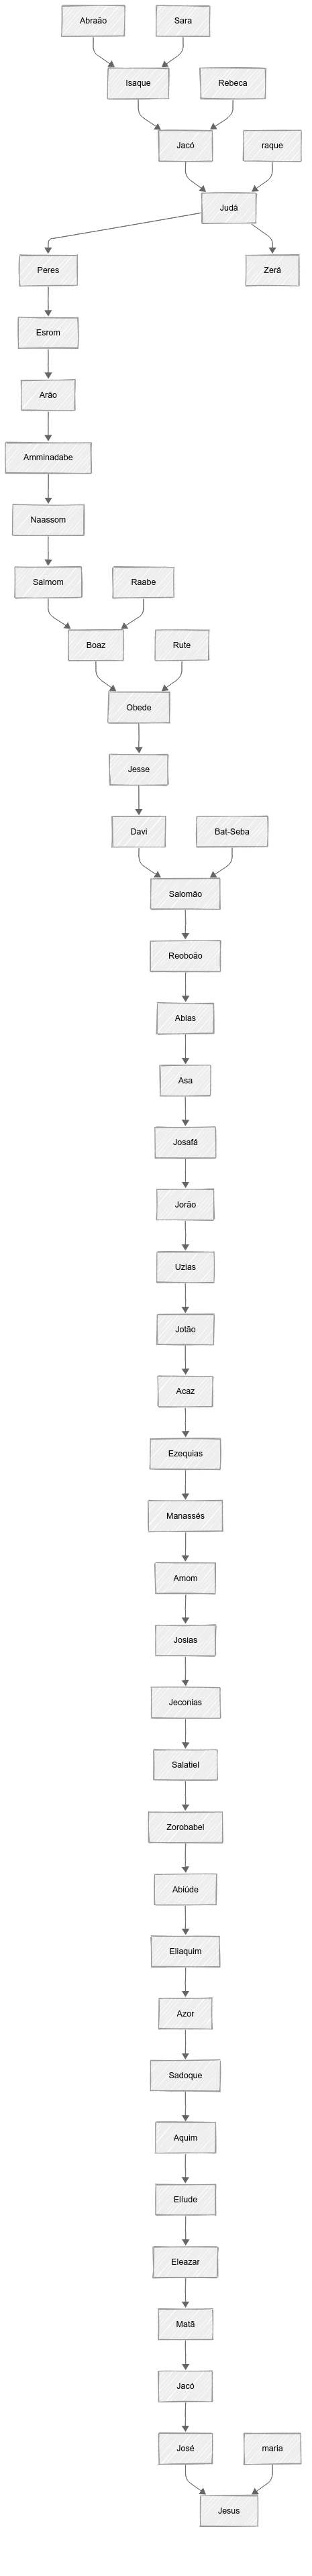 Abraão
Sara
Isaque
Rebeca
Jacó
raque
Judá
Peres
Zerá
Esrom
Arão
Amminadabe
Naassom
Salmom
Raabe
Boaz
Rute
Obede
Jesse
Davi
Bat-Seba
Salomão
Reoboão
Abias
Asa
Josafá
Jorão
Uzias
Jotão
Acaz
Ezequias
Manassés
Amom
Josias
Jeconias
Salatiel
Zorobabel
Abiúde
Eliaquim
Azor
Sadoque
Aquim
Eliude
Eleazar
Matã
Jacó
José
maria
Jesus